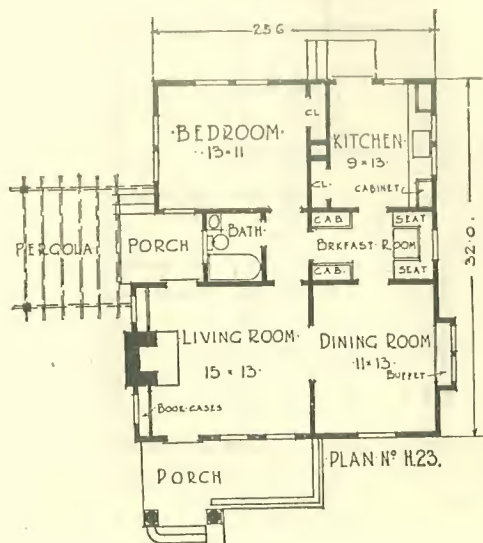 25 6
BEDROOM
13 × 11
CL
KITCHEN
9 × 13
CABINET
CL.
PERGOLA
PORCH
BATH
CAB
SEAT
BRKFAST ROOM
CAB.
SEAT
32.0.
LIVING ROOM
15 × 13
DINING ROOM
11 × 13
BUFFET
BOOK CASES
PORCH
PLAN Nº H.23.